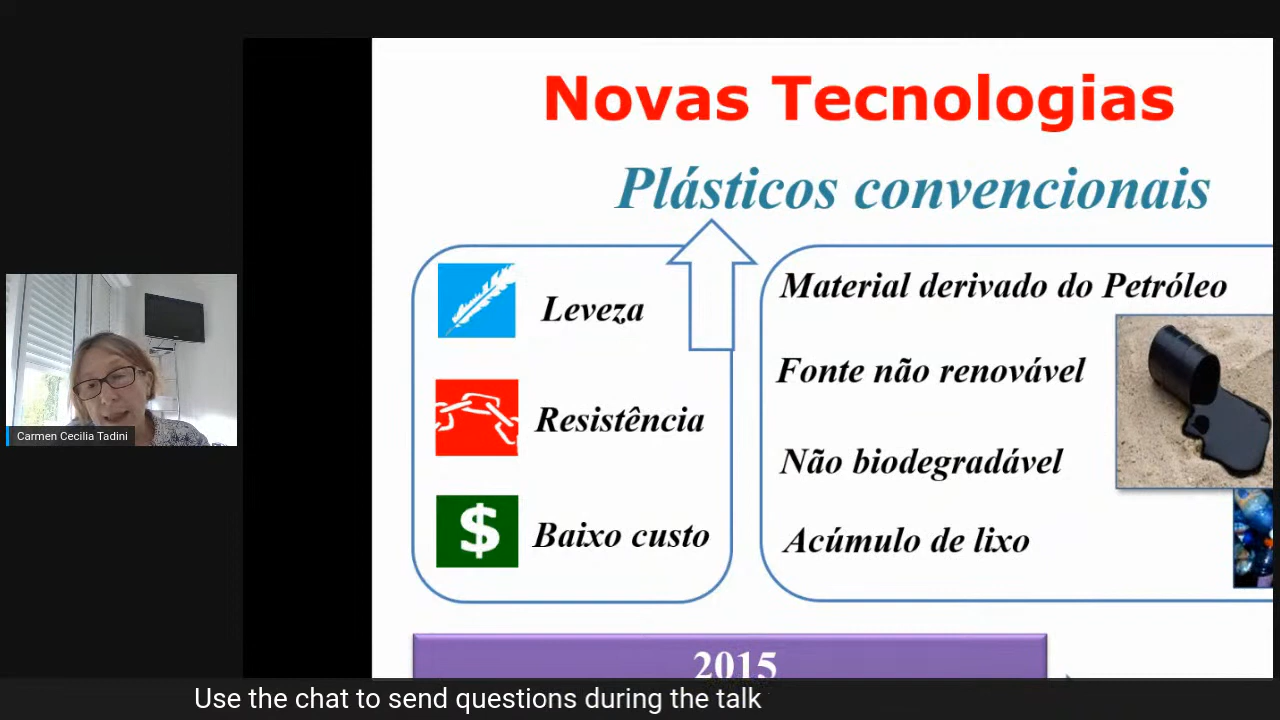 Novas Tecnologias
Plásticos convencionais
Leveza
Resistência
$
Baixo custo
Material derivado do Petróleo
Fonte não renovável
Não biodegradável
Acúmulo de lixo
2015
Carmen Cecilia Tadini
Use the chat to send questions during the talk